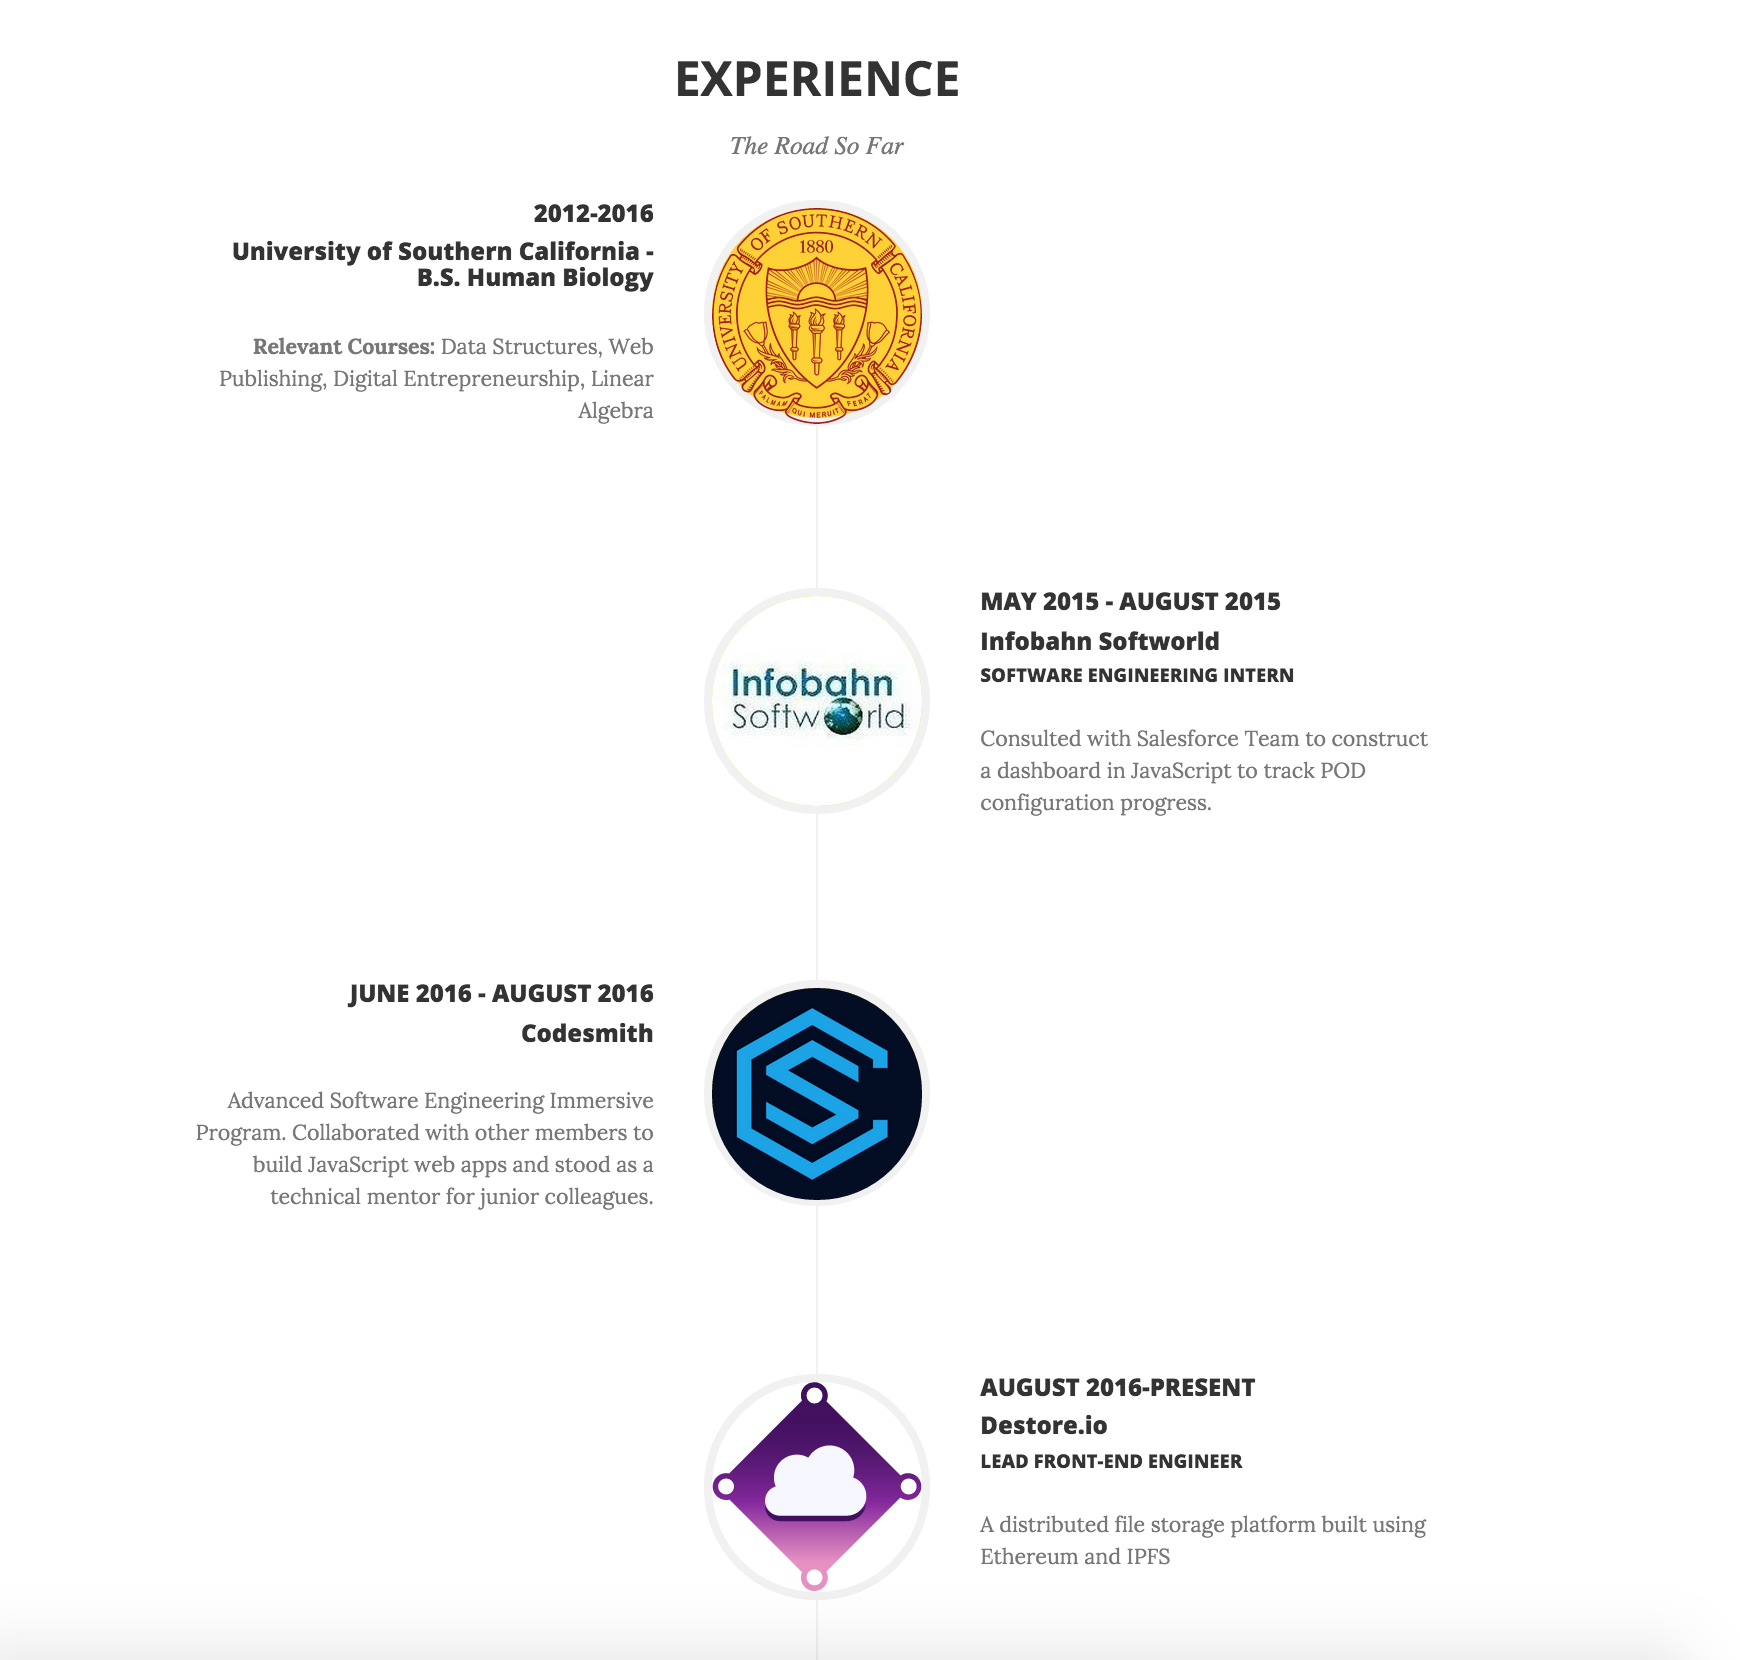 EXPERIENCE
The Road So Far
2012-2016
University of Southern California -
B.S. Human Biology
Relevant Courses: Data Structures, Web
Publishing, Digital Entrepreneurship, Linear
Algebra
UNIVERSITY OF SOUTHERN CALIFORNIA
1880
PALMAM QUI MERUIT FERAT
Infobahn
Softworld
MAY 2015 - AUGUST 2015
Infobahn Softworld
SOFTWARE ENGINEERING INTERN
Consulted with Salesforce Team to construct
a dashboard in JavaScript to track POD
configuration progress.
JUNE 2016 - AUGUST 2016
Codesmith
Advanced Software Engineering Immersive
Program. Collaborated with other members to
build JavaScript web apps and stood as a
technical mentor for junior colleagues.
CS
AUGUST 2016-PRESENT
Destore.io
LEAD FRONT-END ENGINEER
A distributed file storage platform built using
Ethereum and IPFS